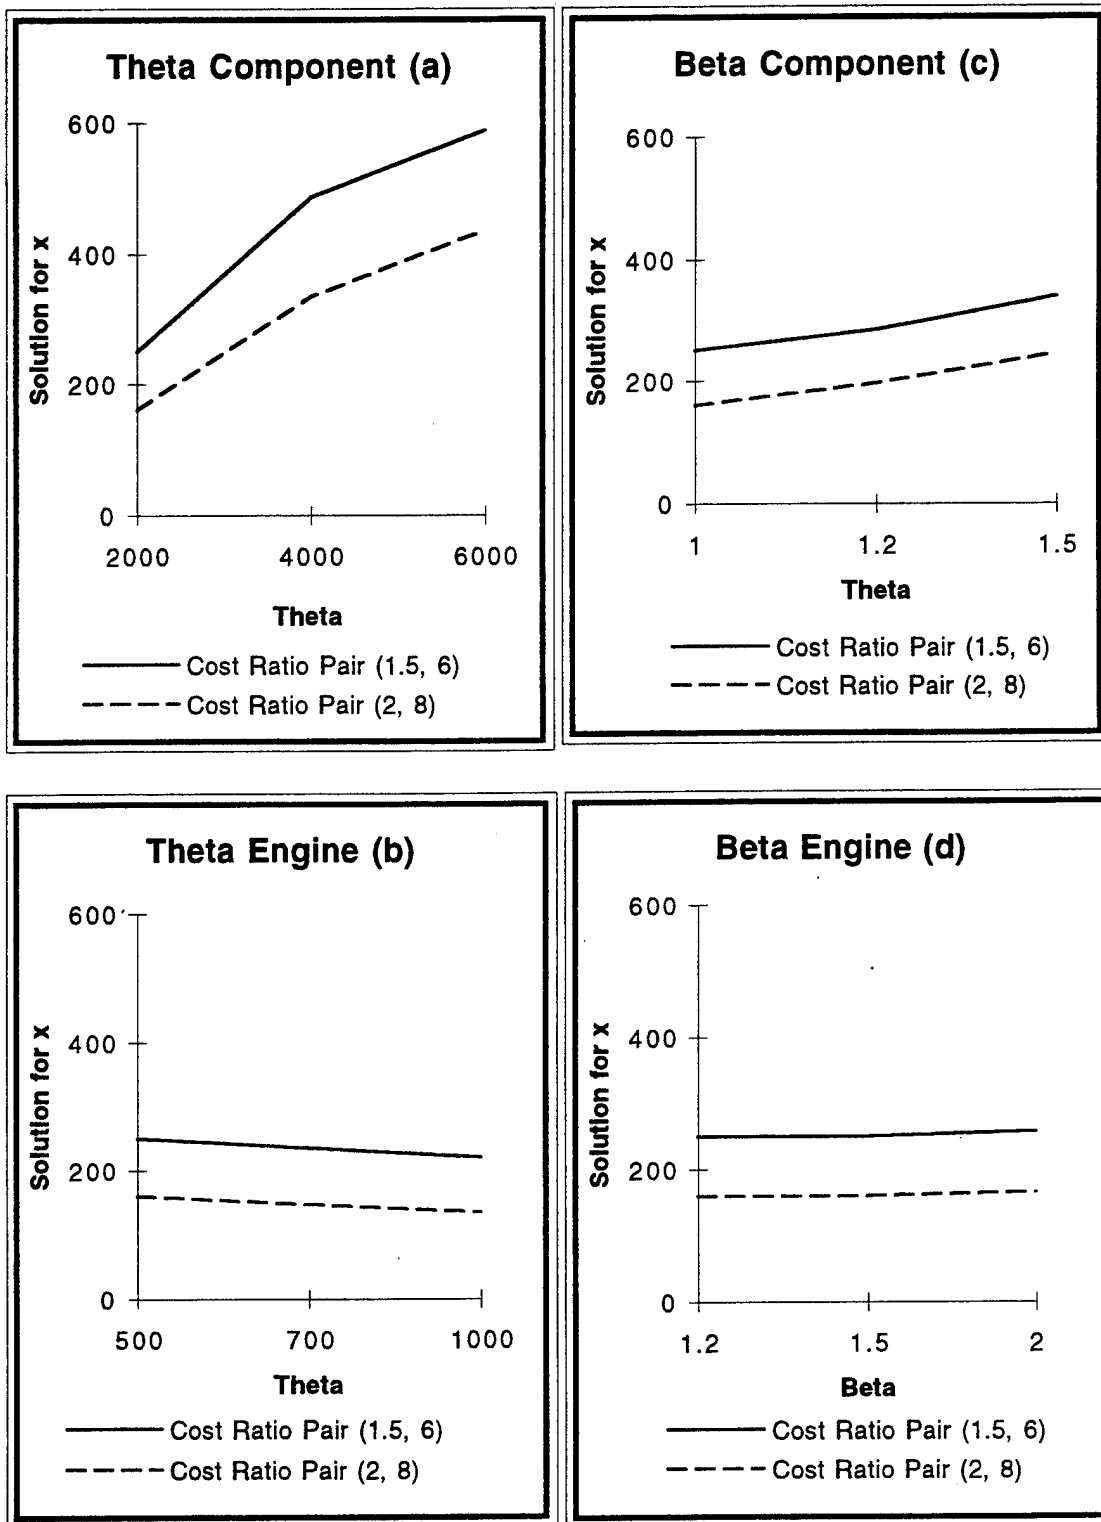 Theta Component (a)
600
400
200
0
Solution for x
2000 4000 6000
Theta
Cost Ratio Pair (1.5, 6)
Cost Ratio Pair (2, 8)
Beta Component (c)
600
400
200
0
Solution for x
1 1.2 1.5
Theta
Cost Ratio Pair (1.5, 6)
Cost Ratio Pair (2, 8)
Theta Engine (b)
600
400
200
0
Solution for x
500 700 1000
Theta
Cost Ratio Pair (1.5, 6)
Cost Ratio Pair (2, 8)
Beta Engine (d)
600
400
200
0
Solution for x
1.2 1.5 2
Beta
Cost Ratio Pair (1.5, 6)
Cost Ratio Pair (2, 8)